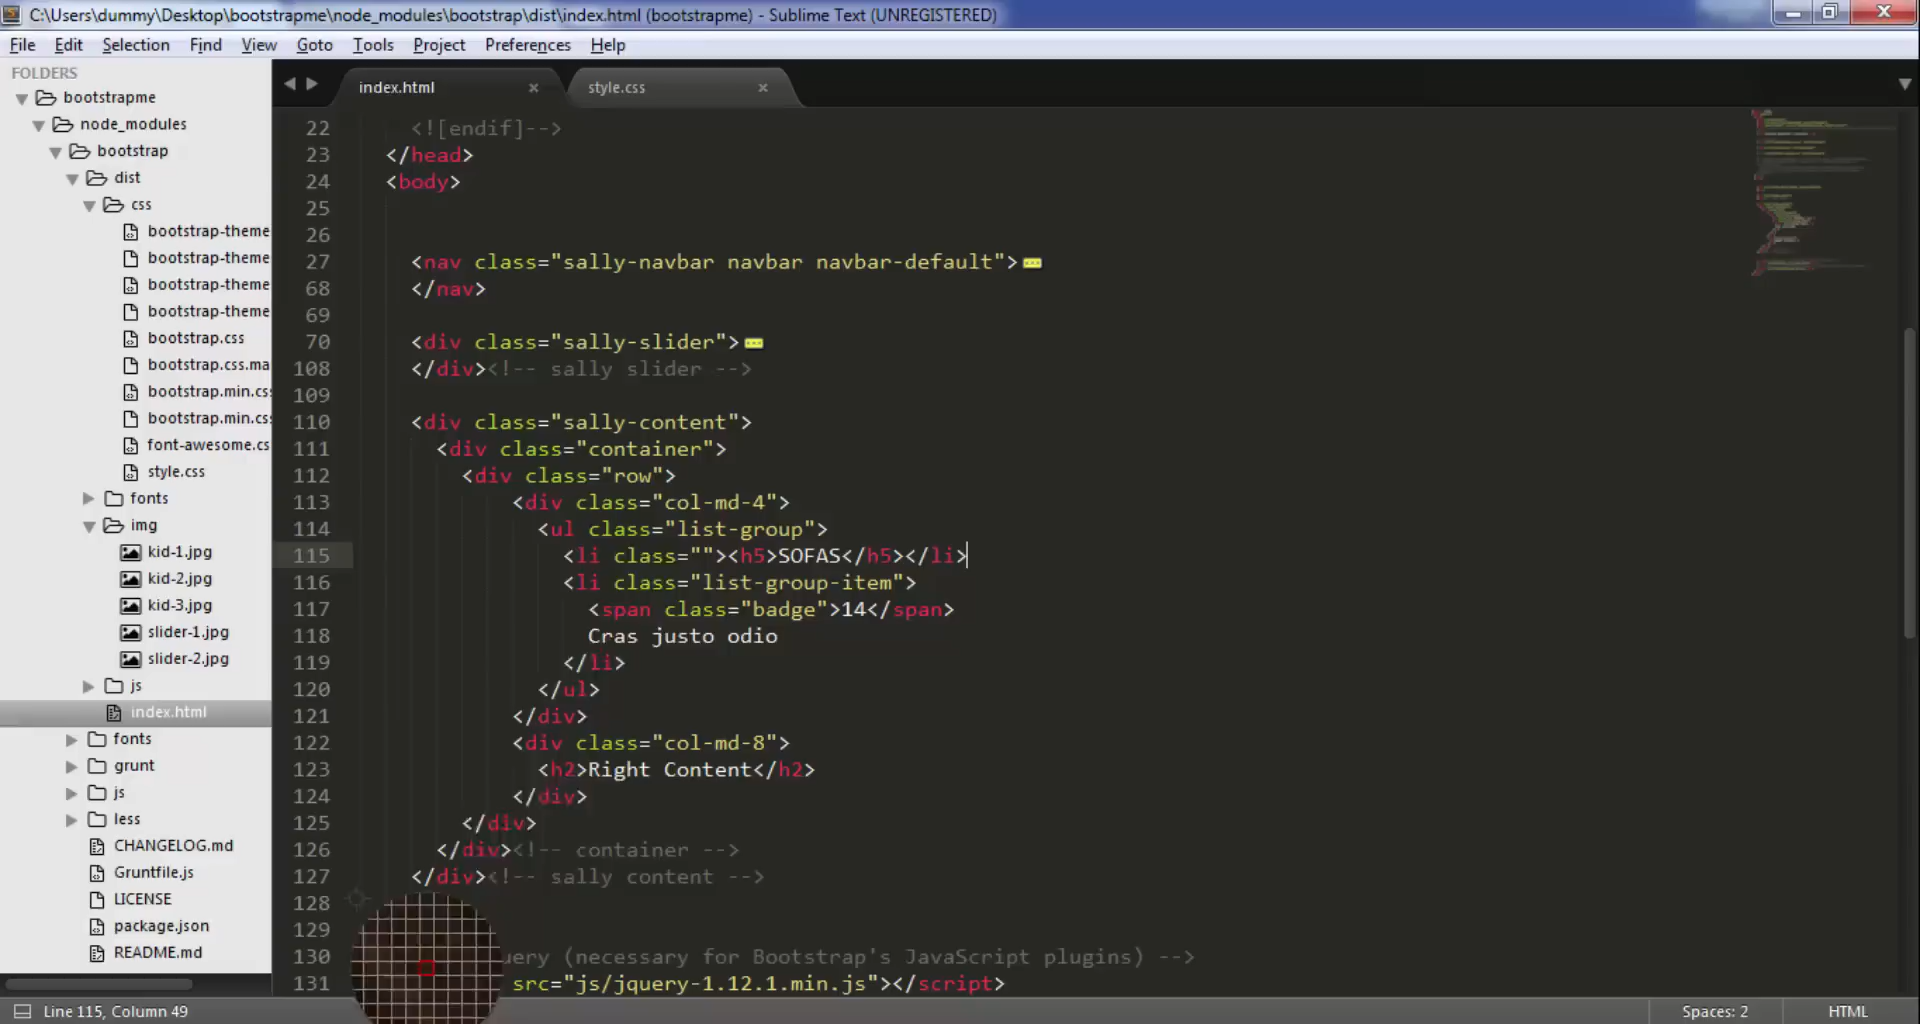 C:\Users\dummy\Desktop\bootstrapme\node_modules\bootstrap\dist\index.html (bootstrapme) - Sublime Text (UNREGISTERED)
File Edit Selection Find View Goto Tools Project Preferences Help
FOLDERS
bootstrapme
node_modules
bootstrap
dist
css
bootstrap-theme
bootstrap-theme
bootstrap-theme
bootstrap-theme
bootstrap.css
bootstrap.css.ma
bootstrap.min.cs
bootstrap.min.cs
font-awesome.cs
style.css
fonts
img
kid-1.jpg
kid-2.jpg
kid-3.jpg
slider-1.jpg
slider-2.jpg
js
index.html
fonts
grunt
js
less
CHANGELOG.md
Gruntfile.js
LICENSE
package.json
README.md
index.html style.css
22 <![endif]-->
23 </head>
24 <body>
25
26
27 <nav class="sally-navbar navbar navbar-default">
68 </nav>
69
70 <div class="sally-slider">
108 </div><!-- sally slider -->
109
110 <div class="sally-content">
111 <div class="container">
112 <div class="row">
113 <div class="col-md-4">
114 <ul class="list-group">
115 <li class=""><h5>SOFAS</h5></li>
116 <li class="list-group-item">
117 <span class="badge">14</span>
118 Cras justo odio
119 </li>
120 </ul>
121 </div>
122 <div class="col-md-8">
123 <h2>Right Content</h2>
124 </div>
125 </div>
126 </div><!-- container -->
127 </div><!-- sally content -->
128
129
130 uery (necessary for Bootstrap's JavaScript plugins) -->
131 src="js/jquery-1.12.1.min.js"></script>
Line 115, Column 49 Spaces: 2 HTML